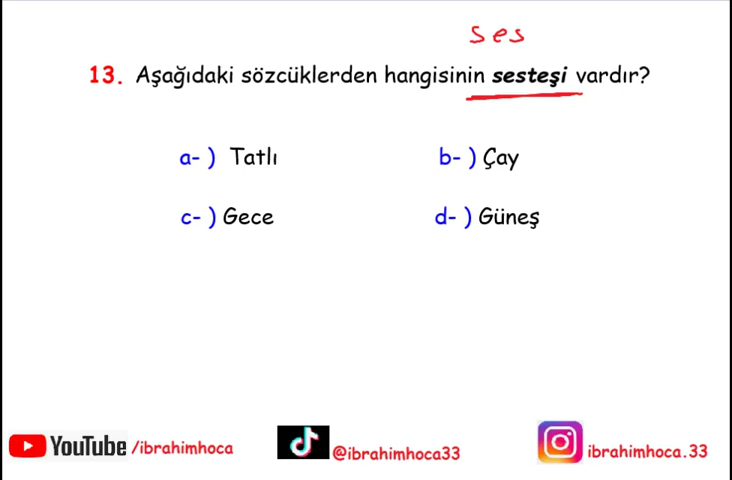 ses
13. Aşağıdaki sözcüklerden hangisinin sesteşi vardır?
a- ) Tatlı b- ) Çay
c- ) Gece d- ) Güneş
YouTube /ibrahimhoca @ibrahimhoca33 ibrahimhoca.33